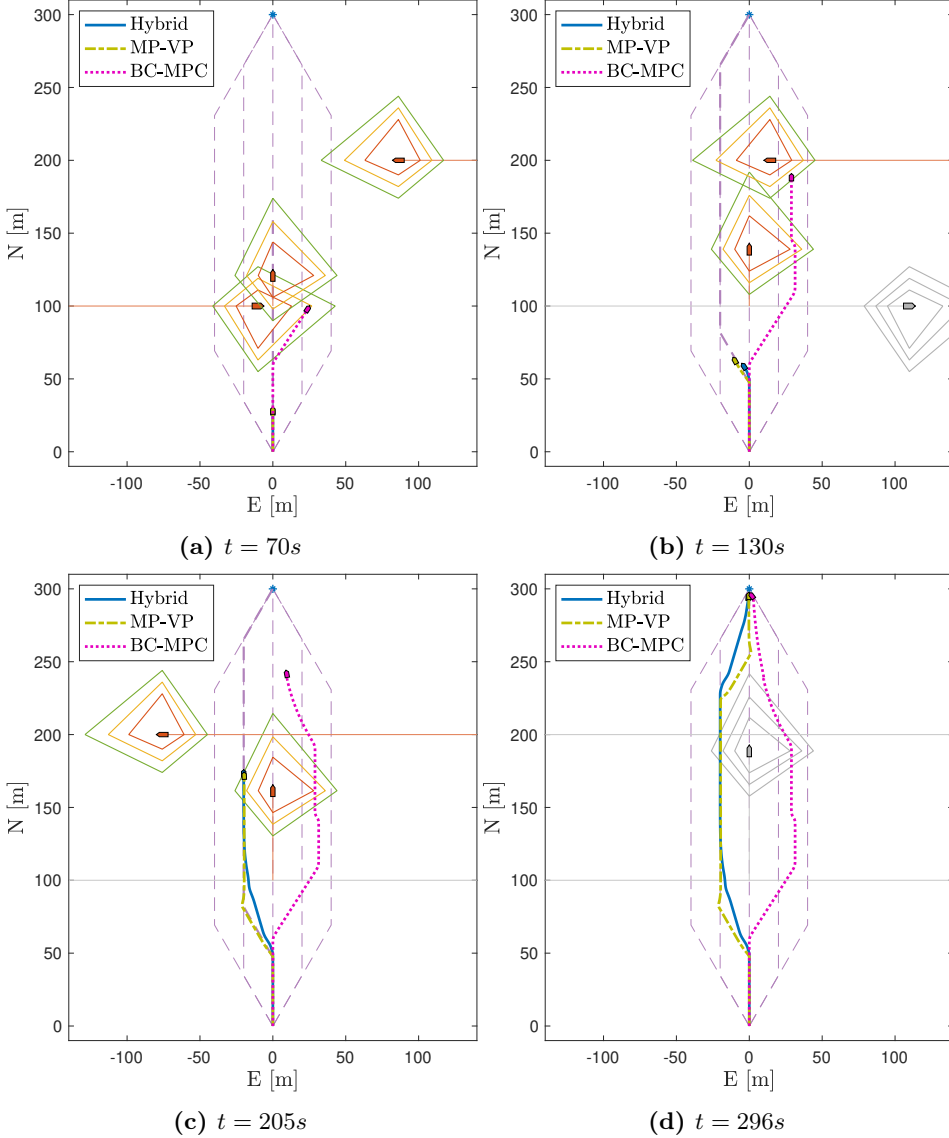 300
250
200
150
100
50
0
N [m]
Hybrid
MP-VP
BC-MPC
-100 -50 0 50 100
E [m]
(a) t = 70s
300
250
200
150
100
50
0
N [m]
Hybrid
MP-VP
BC-MPC
-100 -50 0 50 100
E [m]
(b) t = 130s
300
250
200
150
100
50
0
N [m]
Hybrid
MP-VP
BC-MPC
-100 -50 0 50 100
E [m]
(c) t = 205s
300
250
200
150
100
50
0
N [m]
Hybrid
MP-VP
BC-MPC
-100 -50 0 50 100
E [m]
(d) t = 296s